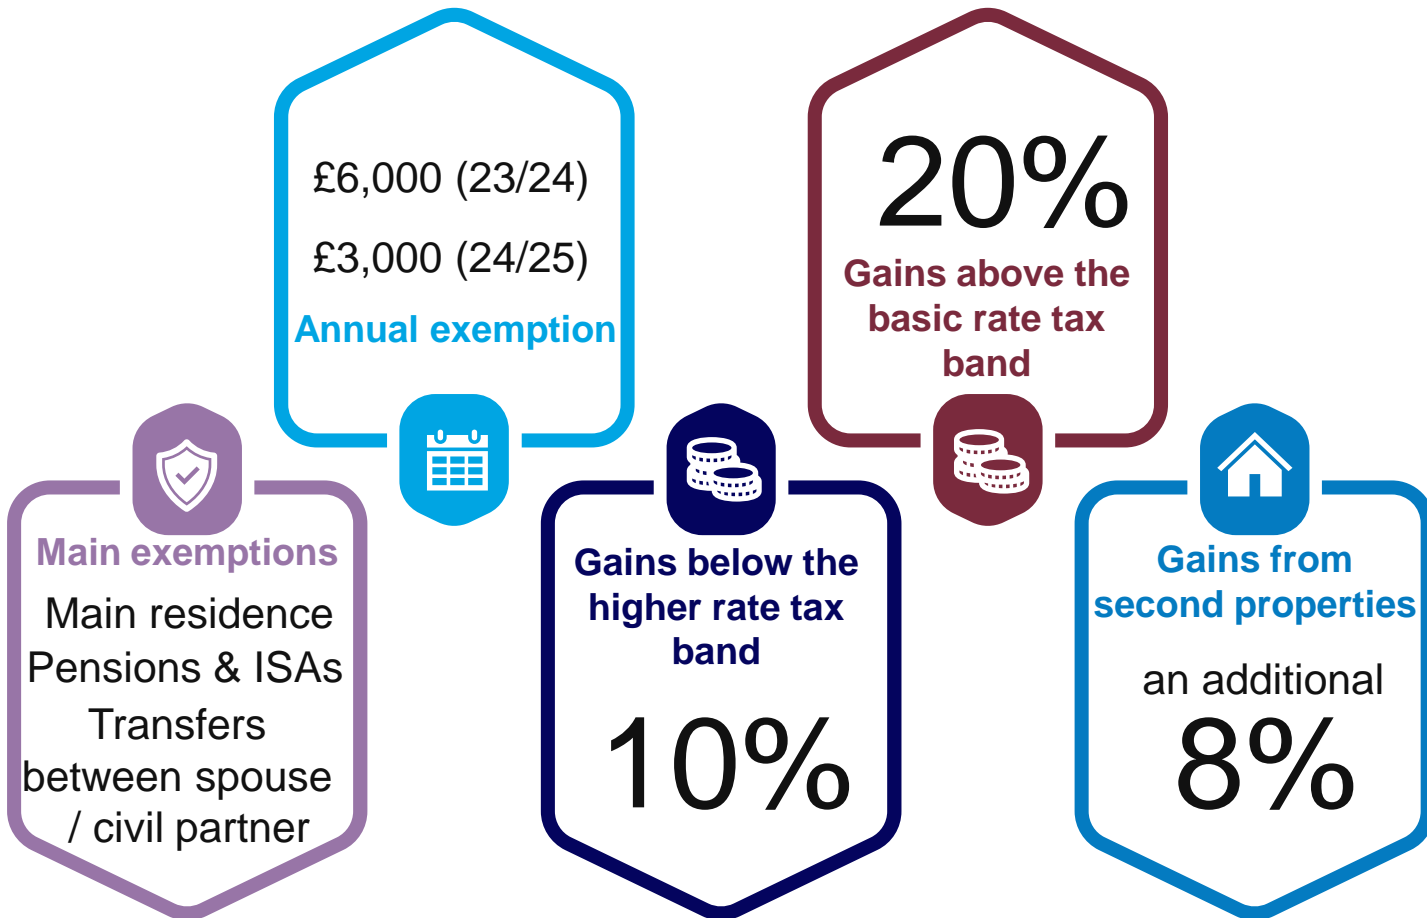 Main exemptions
Main residence
Pensions & ISAs
Transfers
between spouse
/ civil partner
£6,000 (23/24)
£3,000 (24/25)
Annual exemption
Gains below the
higher rate tax
band
10%
20%
Gains above the
basic rate tax
band
Gains from
second properties
an additional
8%